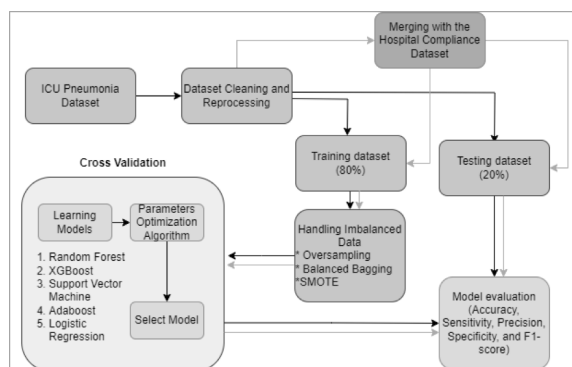 Merging with the
Hospital Compliance
Dataset
ICU Pneumonia
Dataset
Dataset Cleaning and
Reprocessing
Training dataset
(80%)
Testing dataset
(20%)
Cross Validation
Learning
Models
Parameters
Optimization
Algorithm
1. Random Forest
2. XGBoost
3. Support Vector
Machine
4. Adaboost
5. Logistic
Regression
Select Model
Handling Imbalanced
Data
* Oversampling
* Balanced Bagging
*SMOTE
Model evaluation
(Accuracy,
Sensitivity, Precision,
Specificity, and F1-
score)